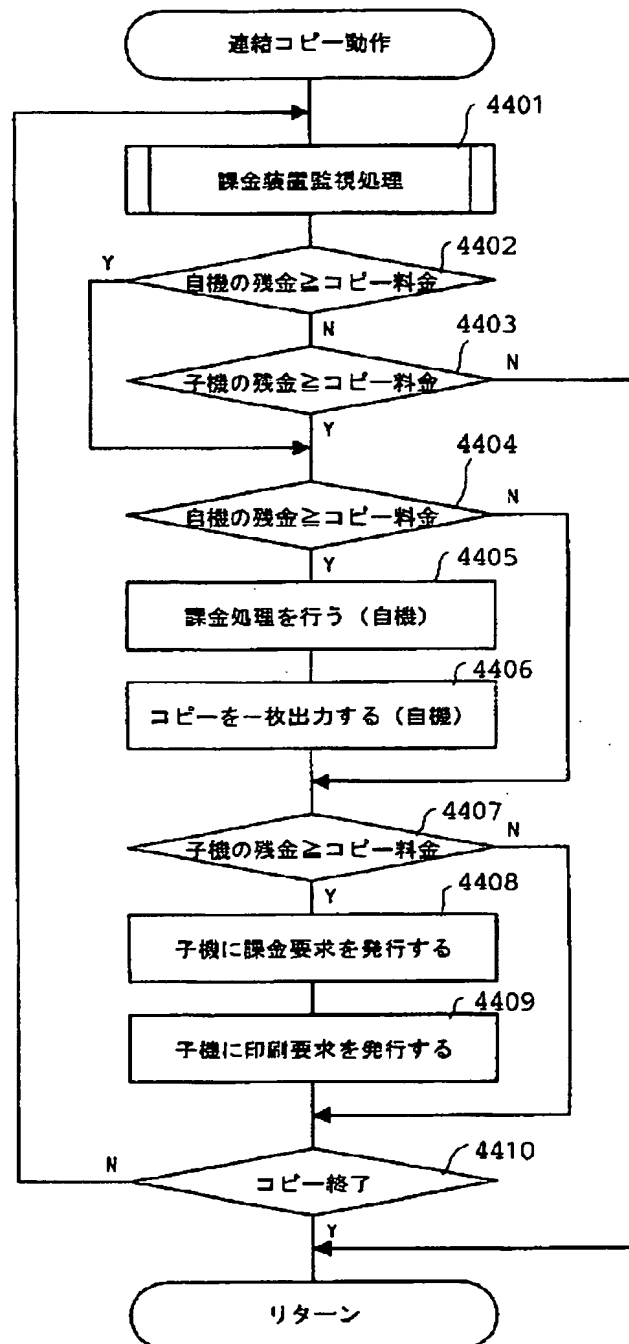 連結コピー動作
4401
課金装置監視処理
4402
Y
自機の残金≧コピー料金
N
4403
子機の残金≧コピー料金
N
Y
4404
自機の残金≧コピー料金
N
Y
4405
課金処理を行う（自機）
4406
コピーを一枚出力する（自機）
4407
子機の残金≧コピー料金
N
Y
4408
子機に課金要求を発行する
4409
子機に印刷要求を発行する
4410
N
コピー終了
Y
リターン